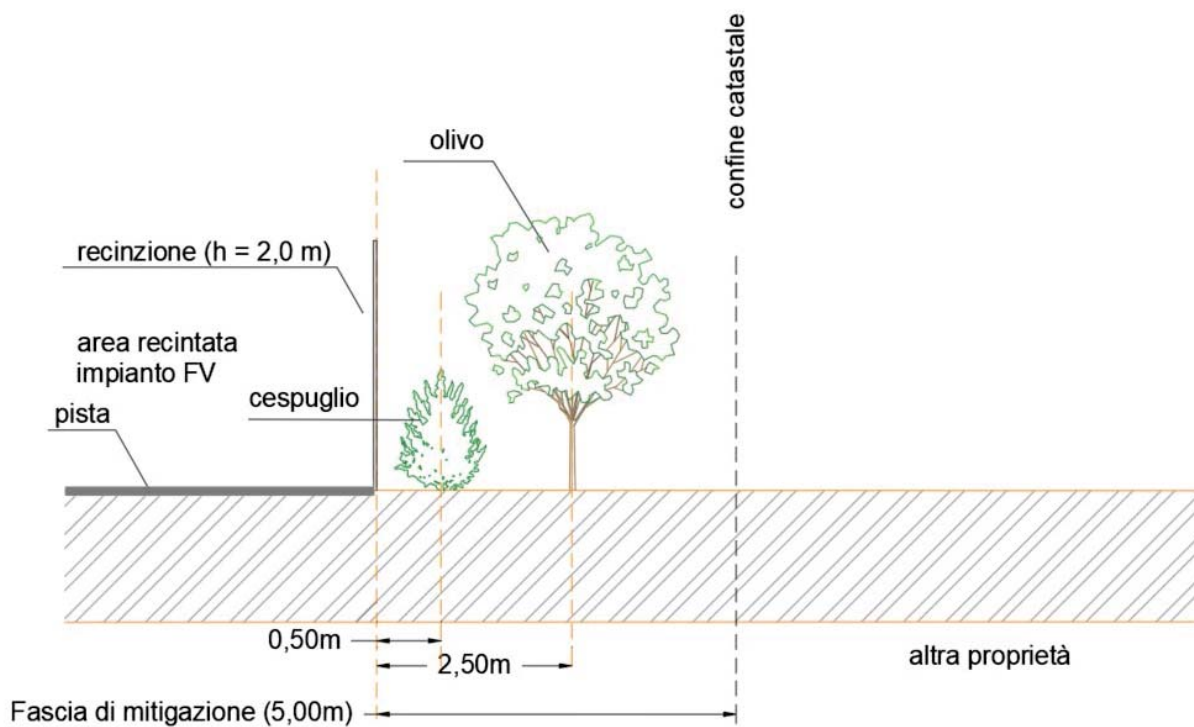 confine catastale
olivo
recinzione (h = 2,0 m)
area recintata
impianto FV
cespuglio
pista
0,50m
2,50m
altra proprietà
Fascia di mitigazione (5,00m)